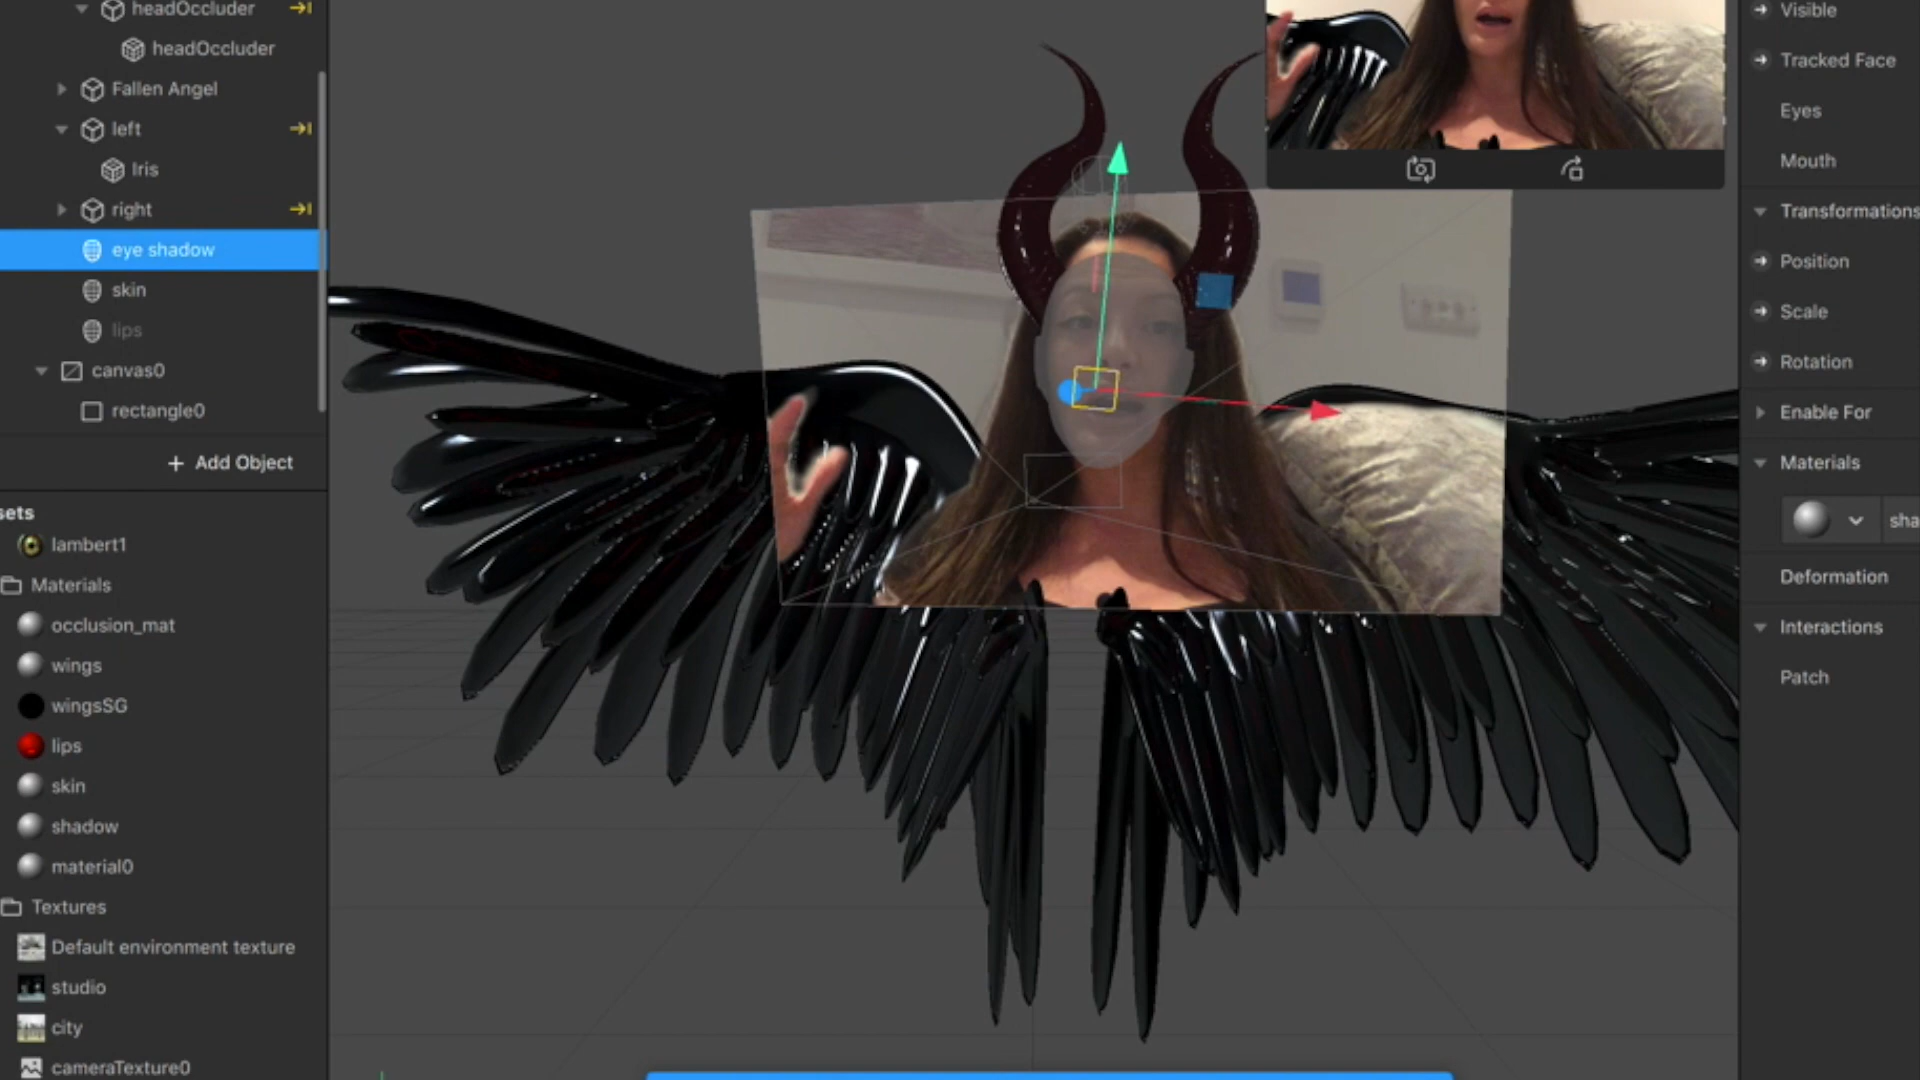 headOccluder
headOccluder
Fallen Angel
left
Iris
right
eye shadow
skin
lips
canvas0
rectangle0
+ Add Object
sets
lambert1
Materials
occlusion_mat
wings
wingsSG
lips
skin
shadow
material0
Textures
Default environment texture
studio
city
cameraTexture0
Visible
Tracked Face
Eyes
Mouth
Transformations
Position
Scale
Rotation
Enable For
Materials
sha
Deformation
Interactions
Patch